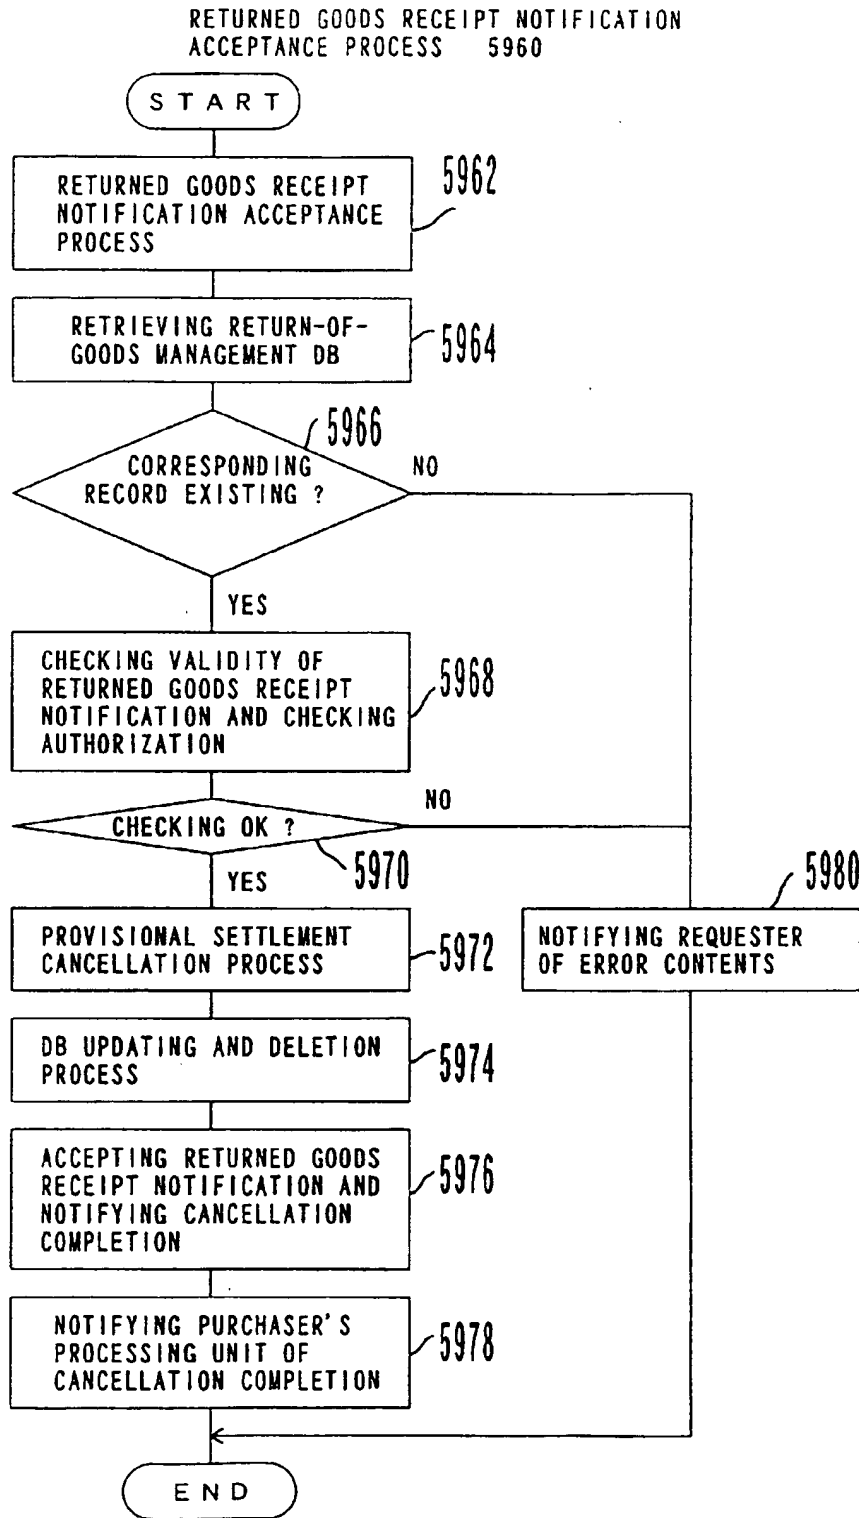 RETURNED GOODS RECEIPT NOTIFICATION
ACCEPTANCE PROCESS 5960
START
RETURNED GOODS RECEIPT
NOTIFICATION ACCEPTANCE
PROCESS
5962
RETRIEVING RETURN-OF-
GOODS MANAGEMENT DB
5964
5966
CORRESPONDING
RECORD EXISTING ?
NO
YES
CHECKING VALIDITY OF
RETURNED GOODS RECEIPT
NOTIFICATION AND CHECKING
AUTHORIZATION
5968
NO
CHECKING OK ?
5970
YES
5980
PROVISIONAL SETTLEMENT
CANCELLATION PROCESS
5972
NOTIFYING REQUESTER
OF ERROR CONTENTS
DB UPDATING AND DELETION
PROCESS
5974
ACCEPTING RETURNED GOODS
RECEIPT NOTIFICATION AND
NOTIFYING CANCELLATION
COMPLETION
5976
NOTIFYING PURCHASER'S
PROCESSING UNIT OF
CANCELLATION COMPLETION
5978
END